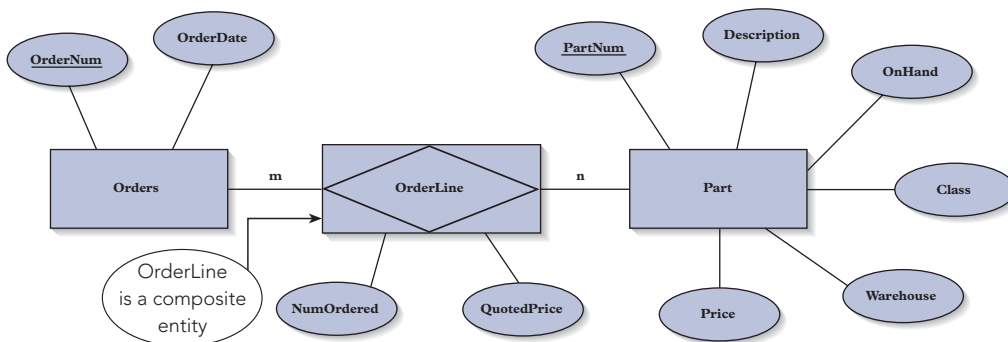 OrderNum
OrderDate
PartNum
Description
OnHand
Orders
m
OrderLine
n
Part
Class
OrderLine
is a composite
entity
NumOrdered
QuotedPrice
Price
Warehouse